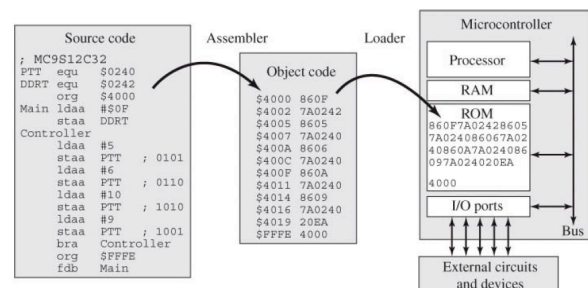 Source code
; MC9S12C32
PTT equ $0240
DDRT equ $0242
org $4000
Main ldaa #$0F
staa DDRT
Controller
ldaa #5
staa PTT ; 0101
ldaa #6
staa PTT ; 0110
ldaa #10
staa PTT ; 1010
ldaa #9
staa PTT ; 1001
bra Controller
org $FFFE
fdb Main
Assembler
Object code
$4000 860F
$4002 7A0242
$4005 8605
$4007 7A0240
$400A 8606
$400C 7A0240
$400F 860A
$4011 7A0240
$4014 8609
$4016 7A0240
$4019 20EA
$FFFE 4000
Loader
Microcontroller
Processor
RAM
ROM
860F7A02428605
7A024086067A02
40860A7A024086
097A024020EA
4000
I/O ports
Bus
External circuits
and devices